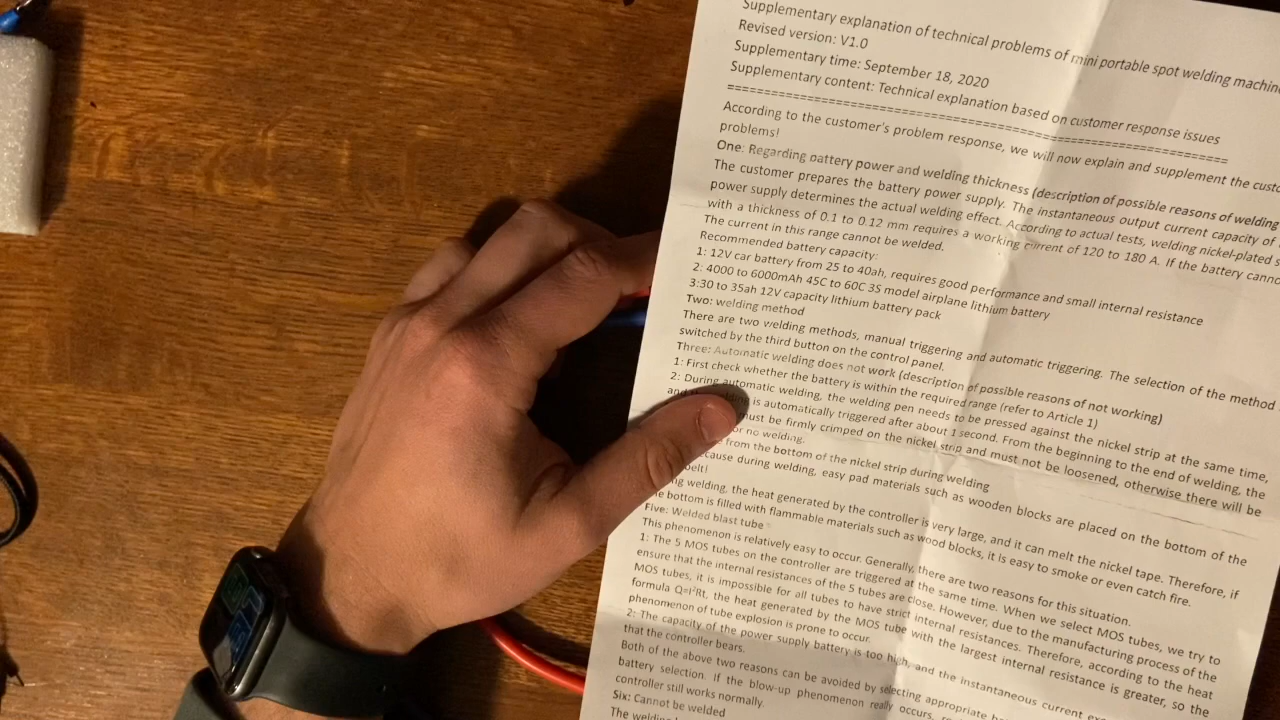 Supplementary explanation of technical problems of mini portable spot welding machine
Revised version: V1.0
Supplementary time: September 18, 2020
Supplementary content: Technical explanation based on customer response issues
================================================================
According to the customer's problem response, we will now explain and supplement the
problems!
One: Regarding battery power and welding thickness (description of possible reasons of welding
The customer prepares the battery power supply. The instantaneous output current capacity of
power supply determines the actual welding effect. According to actual tests, welding nickel-plated
with a thickness of 0.1 to 0.12 mm requires a working current of 120 to 180 A. If the battery
The current in this range cannot be welded.
Recommended battery capacity:
1: 12V car battery from 25 to 40ah, requires good performance and small internal resistance
2: 4000 to 6000mAh 45C to 60C 3S model airplane lithium battery
3:30 to 35ah 12V capacity lithium battery pack
Two: welding method
There are two welding methods, manual triggering and automatic triggering. The selection of the method
switched by the third button on the control panel.
Three: Automatic welding does not work (description of possible reasons of not working)
1: First check whether the battery is within the required range (refer to Article 1)
2: During automatic welding, the welding pen needs to be pressed against the nickel strip at the same time,
is automatically triggered after about 1 second. From the beginning to the end of welding, the
must be firmly crimped on the nickel strip and must not be loosened, otherwise there will be
or no welding.
from the bottom of the nickel strip during welding
because during welding, easy pad materials such as wooden blocks are placed on the bottom of the
belt!
welding, the heat generated by the controller is very large, and it can melt the nickel tape. Therefore, if
bottom is filled with flammable materials such as wood blocks, it is easy to smoke or even catch fire.
Five: Welded blast tube
This phenomenon is relatively easy to occur. Generally, there are two reasons for this situation.
1: The 5 MOS tubes on the controller are triggered at the same time. When we select MOS tubes, we try to
ensure that the internal resistances of the 5 tubes are close. However, due to the manufacturing process of the
MOS tubes, it is impossible for all tubes to have strict internal resistances. Therefore, according to the heat
formula Q=I²Rt, the heat generated by the MOS tube with the largest internal resistance is greater, so the
phenomenon of tube explosion is prone to occur.
2: The capacity of the power supply battery is too high, and the instantaneous current
that the controller bears.
Both of the above two reasons can be avoided by selecting appropriate
battery selection. If the blow-up phenomenon really occurs,
controller still works normally.
Six: Cannot be welded
The welding